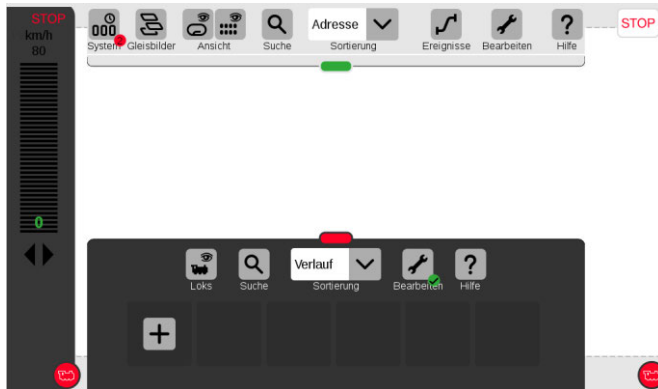 STOP
km/h
80
0
System
2
Gleisbilder
Ansicht
Suche
Adresse
Sortierung
Ereignisse
Bearbeiten
?
Hilfe
STOP
Loks
Suche
Verlauf
Sortierung
Bearbeiten
?
Hilfe